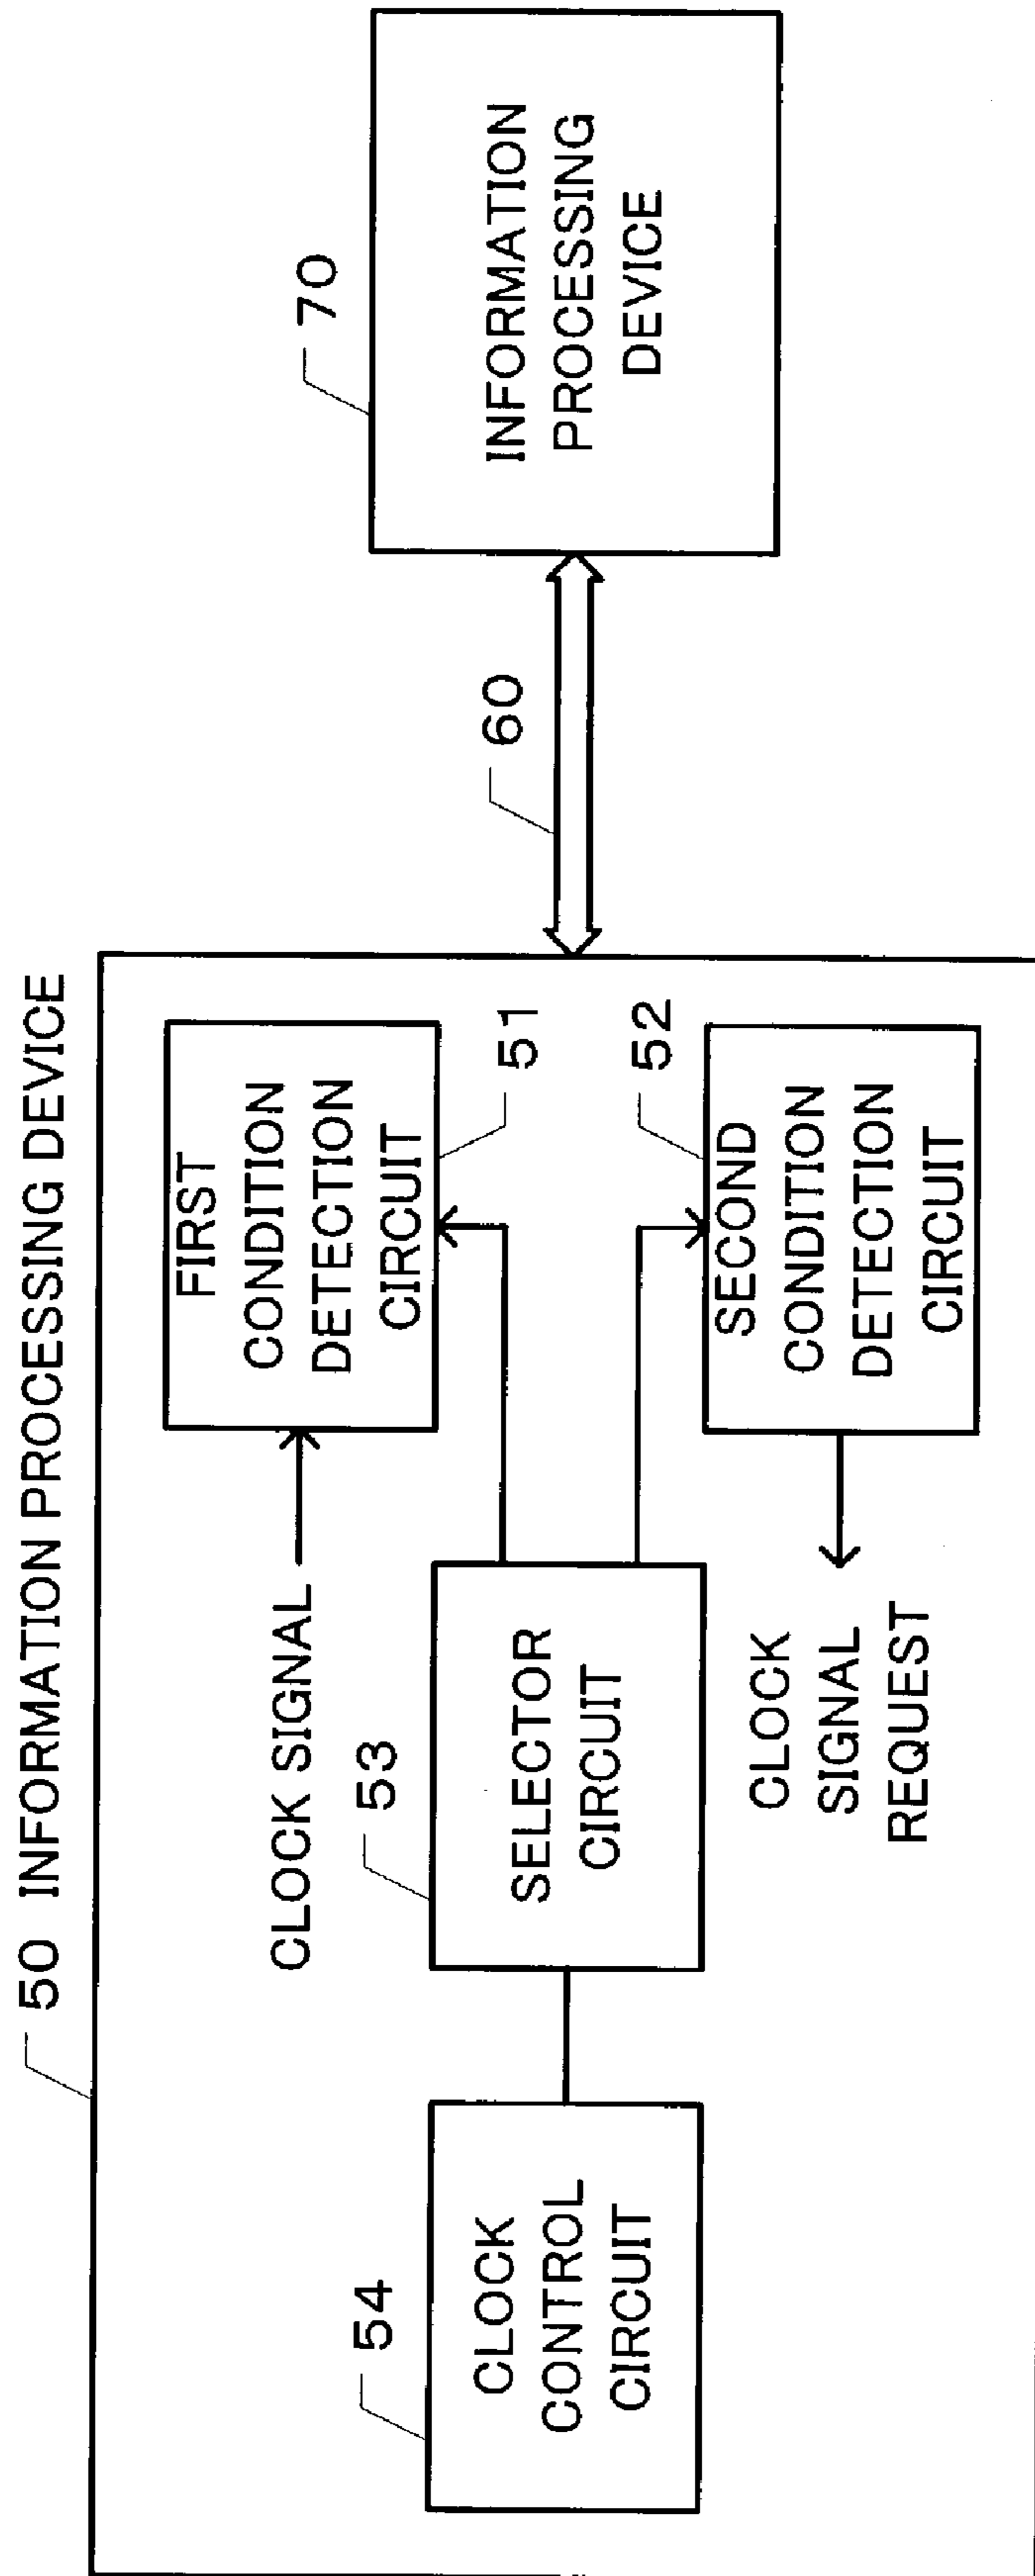 50 INFORMATION PROCESSING DEVICE
54
CLOCK
CONTROL
CIRCUIT
53
SELECTOR
CIRCUIT
CLOCK SIGNAL
FIRST
CONDITION
DETECTION
CIRCUIT
51
52
SECOND
CONDITION
DETECTION
CIRCUIT
CLOCK
SIGNAL
REQUEST
60
70
INFORMATION
PROCESSING
DEVICE